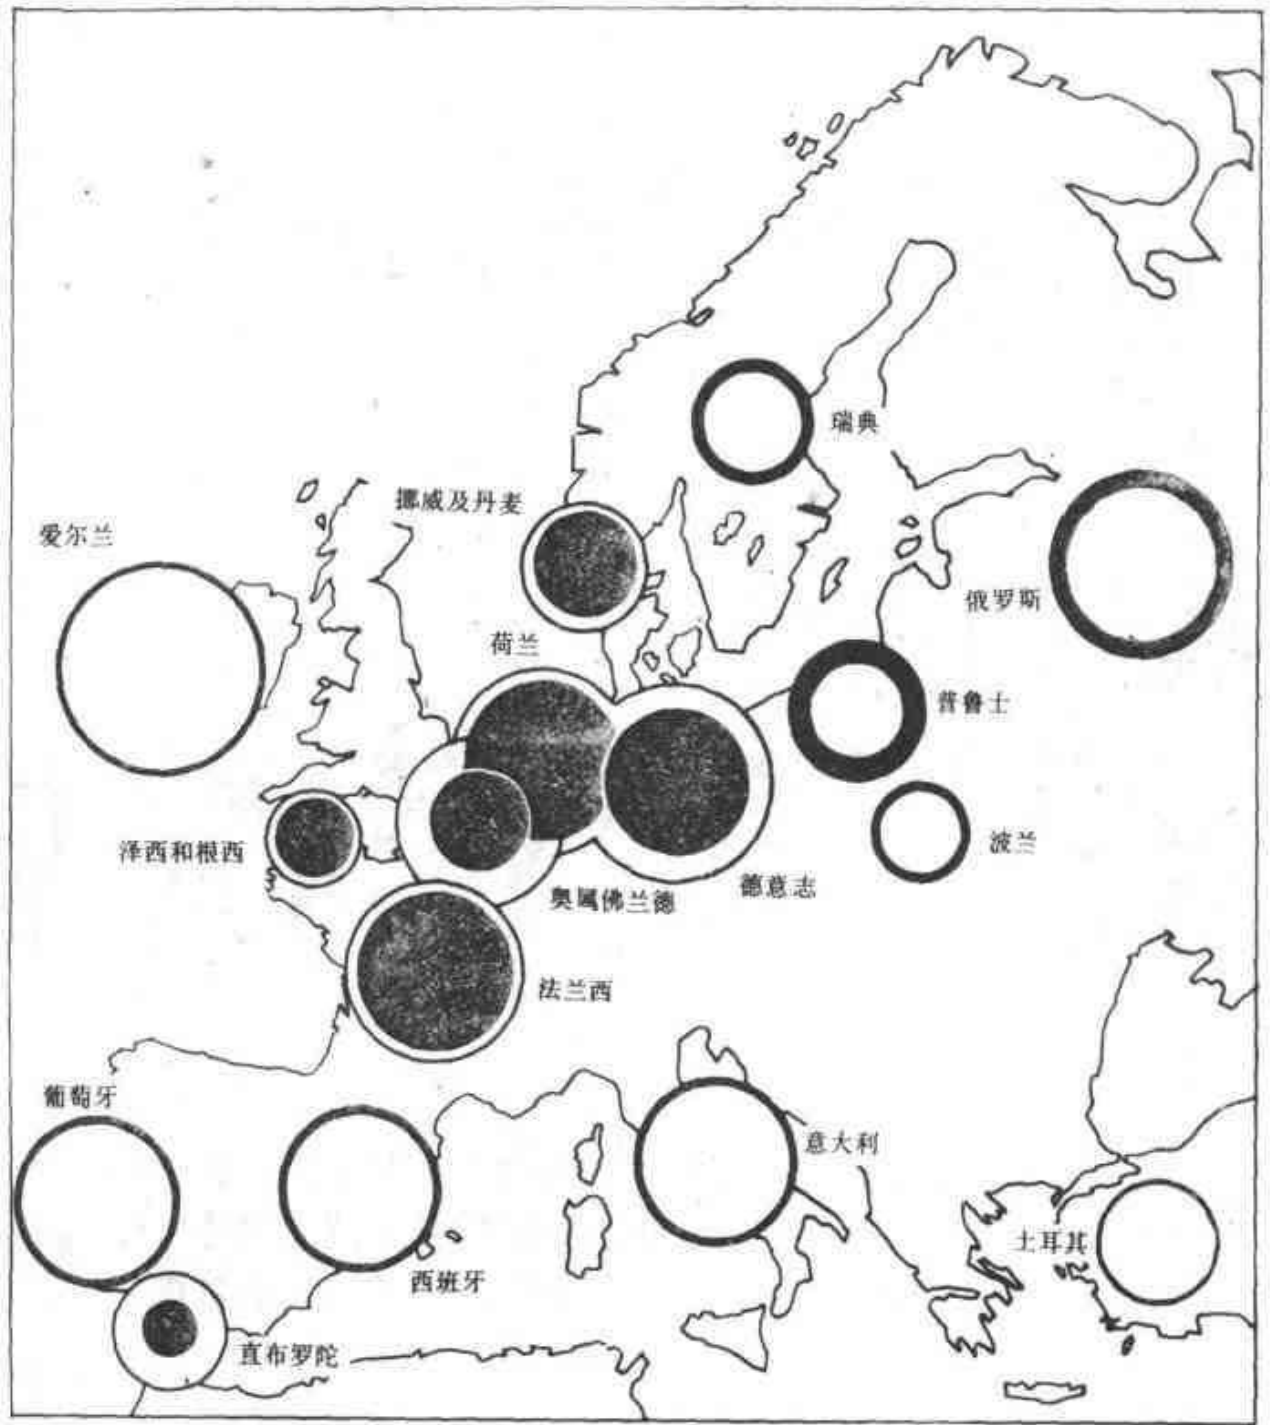 瑞典
挪威及丹麦
爱尔兰
俄罗斯
荷兰
普鲁士
波兰
泽西和根西
德意志
奥属佛兰德
法兰西
葡萄牙
意大利
土耳其
西班牙
直布罗陀